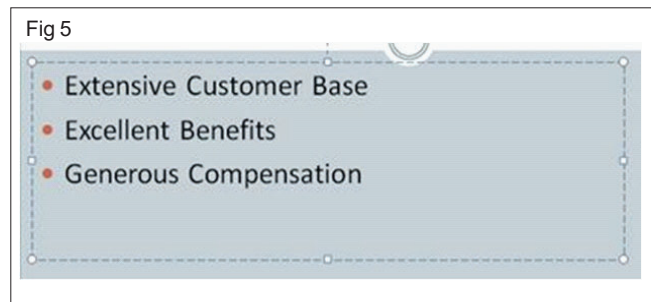 Fig 5
• Extensive Customer Base
• Excellent Benefits
• Generous Compensation